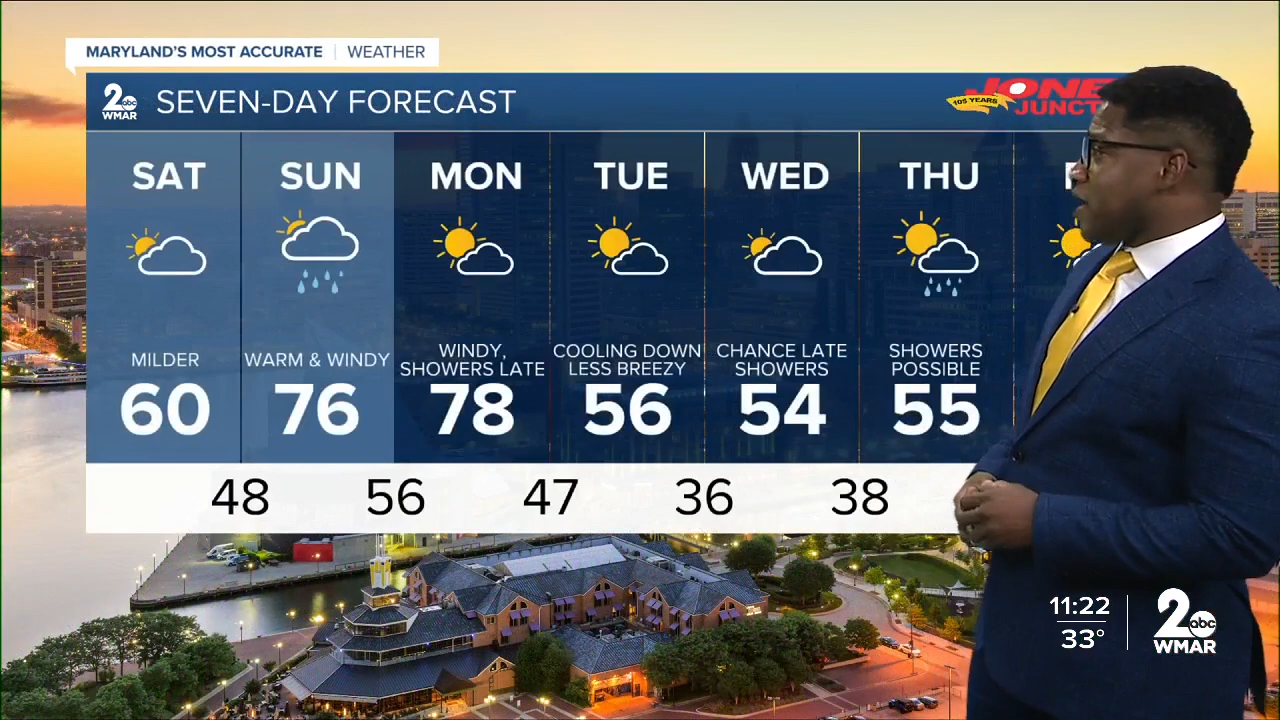 MARYLAND'S MOST ACCURATE | WEATHER
2 abc WMAR
SEVEN-DAY FORECAST
105 YEARS
SAT SUN MON TUE WED THU
MILDER
WARM & WINDY
WINDY,
SHOWERS LATE
COOLING DOWN
LESS BREEZY
CHANCE LATE
SHOWERS
SHOWERS
POSSIBLE
60 76 78 56 54 55
48 56 47 36 38
11:22
33°
2 abc
WMAR